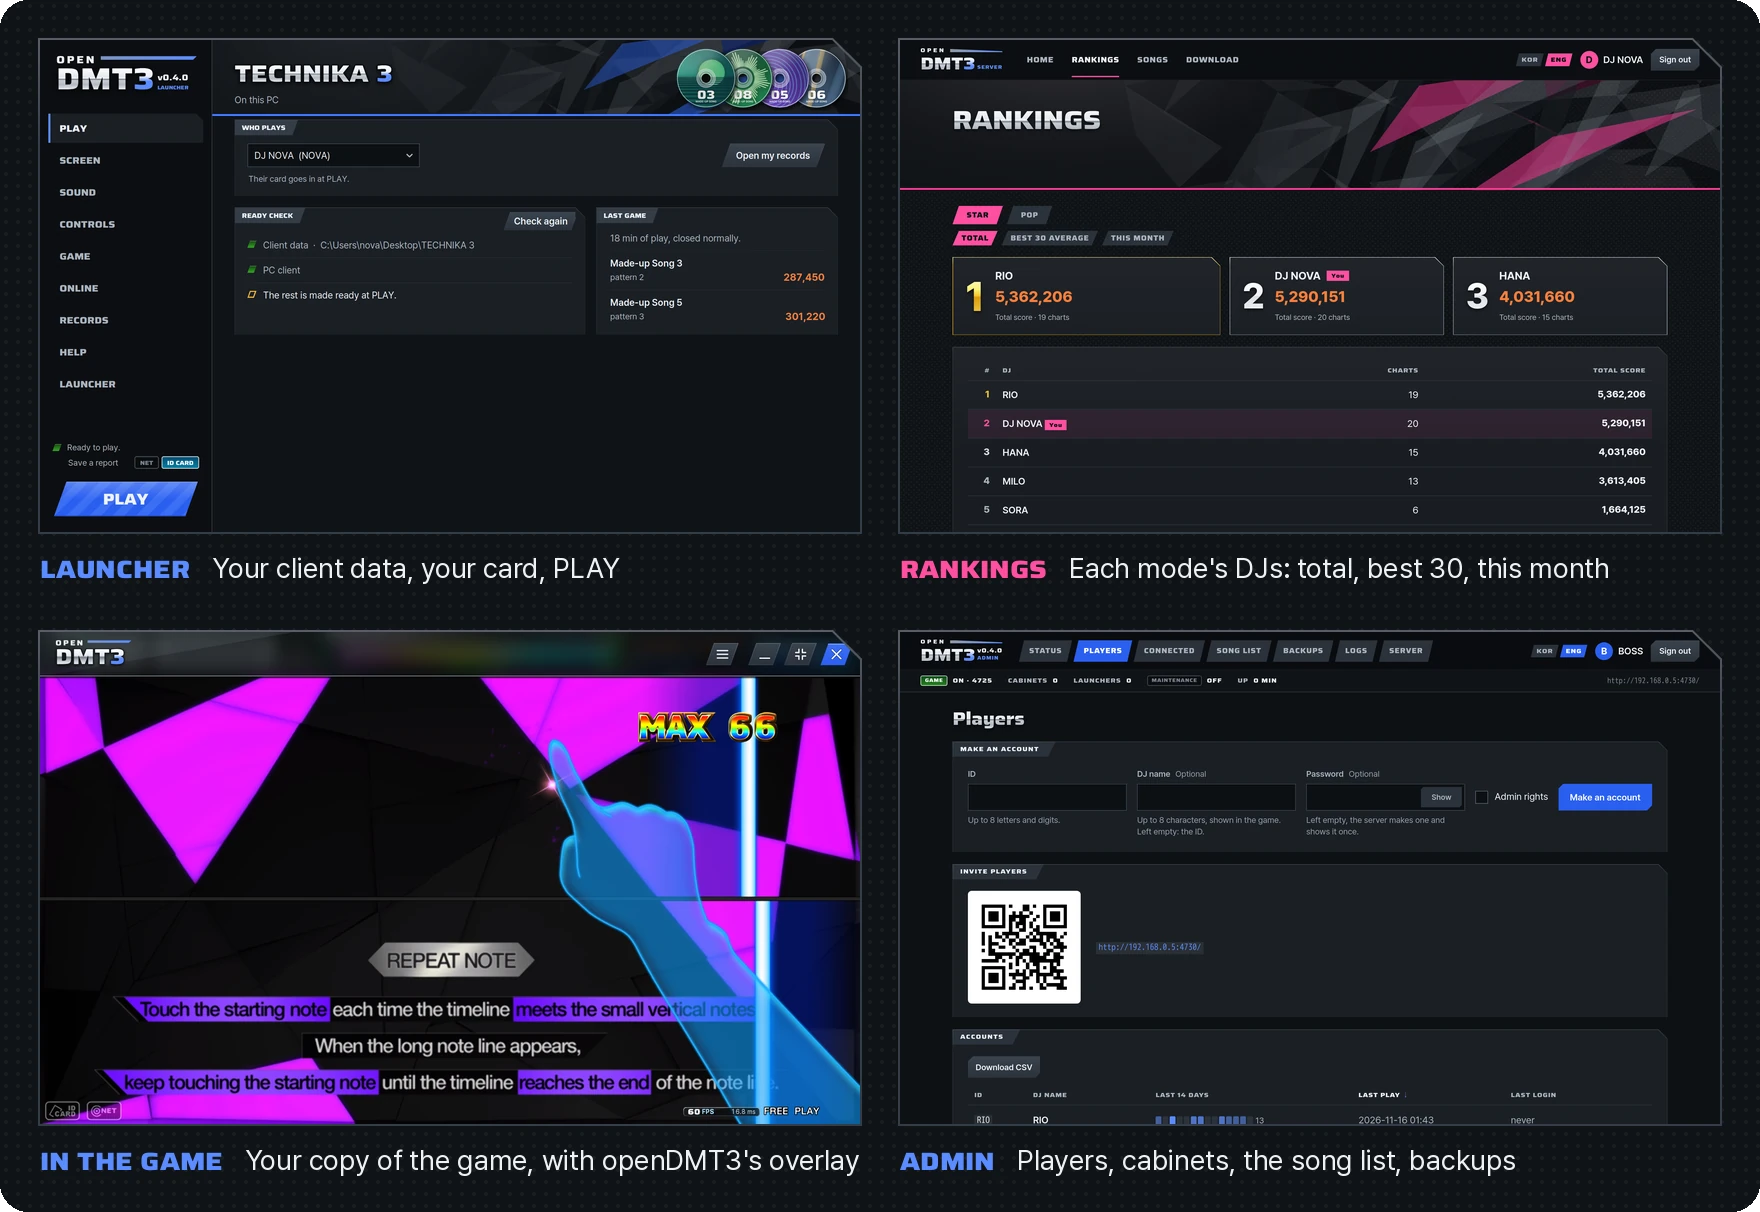 OPEN
DMT3 v0.4.0
LAUNCHER
PLAY
SCREEN
SOUND
CONTROLS
GAME
ONLINE
RECORDS
HELP
LAUNCHER
Ready to play.
Save a report NET ID CARD
PLAY
TECHNIKA 3
On this PC
03 08 05 06
WHO PLAYS
DJ NOVA (NOVA)
Open my records
Their card goes in at PLAY.
READY CHECK
Check again
Client data · C:\Users\nova\Desktop\TECHNIKA 3
PC client
The rest is made ready at PLAY.
LAST GAME
18 min of play, closed normally.
Made-up Song 3
pattern 2 287,450
Made-up Song 5
pattern 3 301,220
LAUNCHER Your client data, your card, PLAY
OPEN
DMT3 SERVER
HOME RANKINGS SONGS DOWNLOAD
KOR ENG D DJ NOVA Sign out
RANKINGS
STAR POP
TOTAL BEST 30 AVERAGE THIS MONTH
1 RIO
5,362,206
Total score · 19 charts
2 DJ NOVA You
5,290,151
Total score · 20 charts
3 HANA
4,031,660
Total score · 15 charts
# DJ CHARTS TOTAL SCORE
1 RIO 19 5,362,206
2 DJ NOVA You 20 5,290,151
3 HANA 15 4,031,660
4 MILO 13 3,613,405
5 SORA 6 1,664,125
RANKINGS Each mode's DJs: total, best 30, this month
OPEN
DMT3
MAX 66
REPEAT NOTE
Touch the starting note each time the timeline meets the small vertical notes
When the long note line appears,
keep touching the starting note until the timeline reaches the end of the note li
ID CARD NET
60 FPS 16.8 ms FREE PLAY
IN THE GAME Your copy of the game, with openDMT3's overlay
OPEN
DMT3 v0.4.0
ADMIN
STATUS PLAYERS CONNECTED SONG LIST BACKUPS LOGS SERVER
KOR ENG B BOSS Sign out
GAME ON · 4725 CABINETS 0 LAUNCHERS 0 MAINTENANCE OFF UP 0 MIN
http://192.168.0.5:4730/
Players
MAKE AN ACCOUNT
ID
DJ name Optional
Password Optional
Show
Admin rights
Make an account
Up to 8 letters and digits.
Up to 8 characters, shown in the game.
Left empty: the ID.
Left empty, the server makes one and
shows it once.
INVITE PLAYERS
http://192.168.0.5:4730/
ACCOUNTS
Download CSV
ID DJ NAME LAST 14 DAYS LAST PLAY ↓ LAST LOGIN
RIO RIO 13 2026-11-16 01:43 never
ADMIN Players, cabinets, the song list, backups